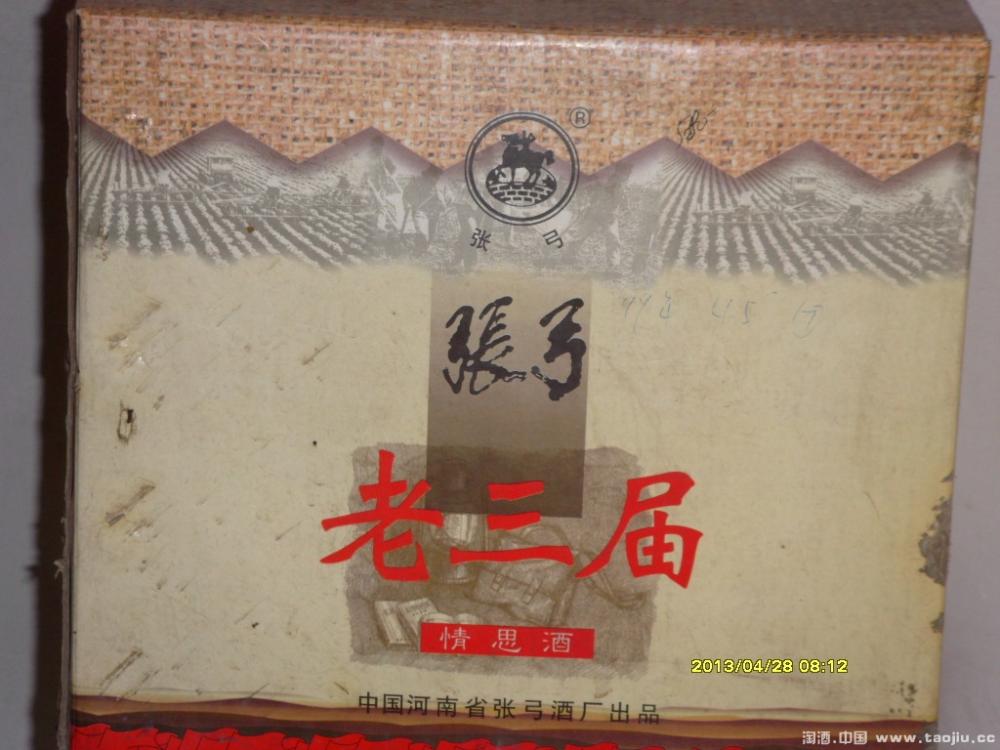 ®
张 弓
張弓
老三届
情思酒
中国河南省张弓酒厂出品
2013/04/28 08:12
淘酒.中国 www.taojiu.cc